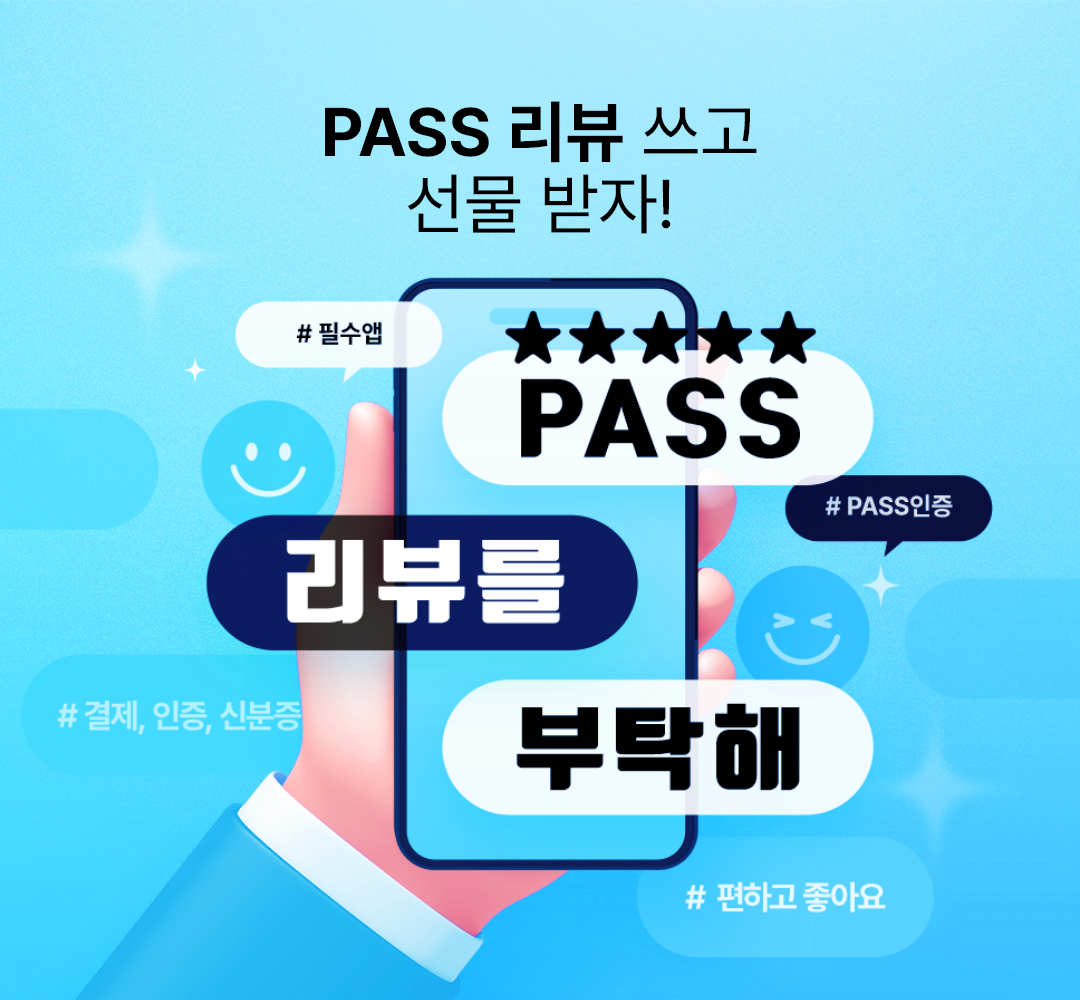 PASS 리뷰 쓰고
선물 받자!
# 필수앱
★★★★★
PASS
# PASS인증
리뷰를
# 결제, 인증, 신분증
부탁해
# 편하고 좋아요